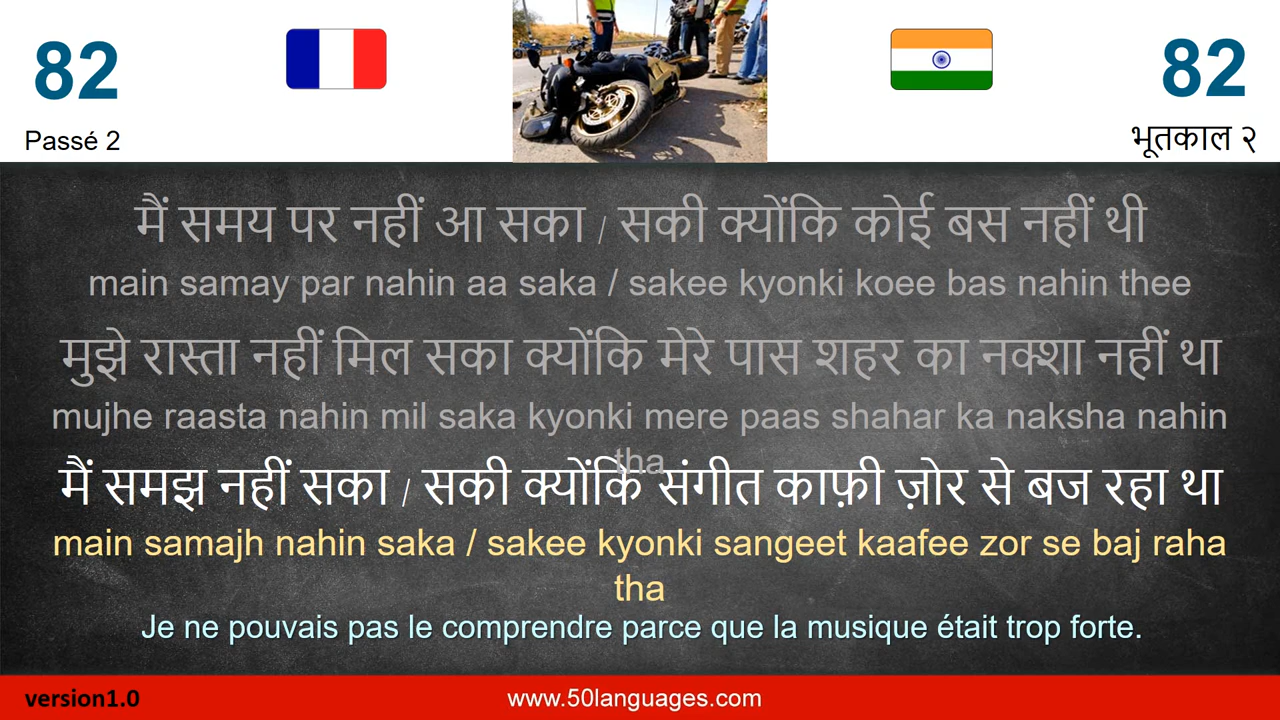 82
82
Passé 2
भूतकाल २
मैं समय पर नहीं आ सका / सकी क्योंकि कोई बस नहीं थी
main samay par nahin aa saka / sakee kyonki koee bas nahin thee
मुझे रास्ता नहीं मिल सका क्योंकि मेरे पास शहर का नक्शा नहीं था
mujhe raasta nahin mil saka kyonki mere paas shahar ka naksha nahin
tha
मैं समझ नहीं सका / सकी क्योंकि संगीत काफ़ी ज़ोर से बज रहा था
main samajh nahin saka / sakee kyonki sangeet kaafee zor se baj raha
tha
Je ne pouvais pas le comprendre parce que la musique était trop forte.
version1.0
www.50languages.com